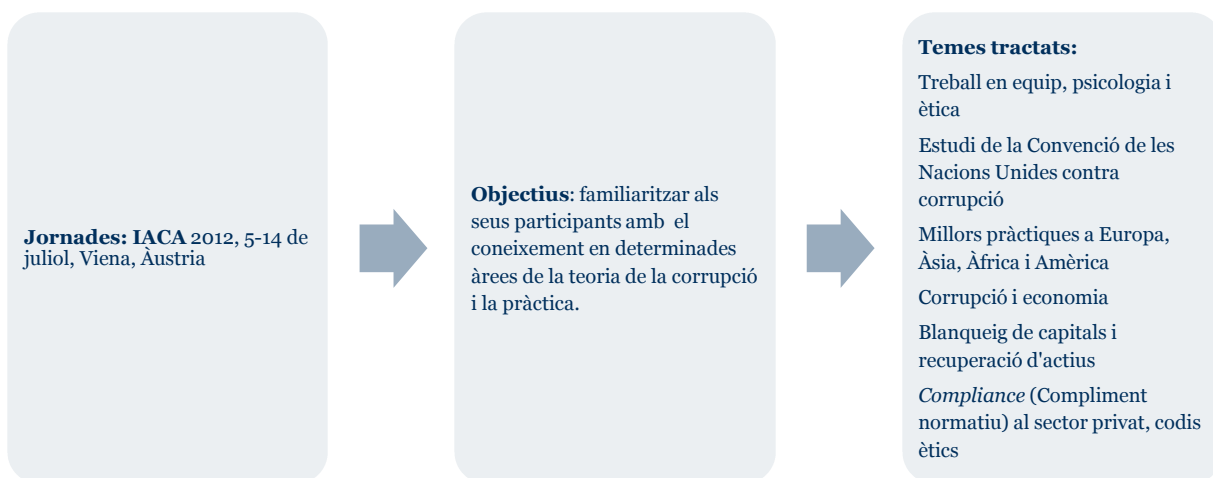 Jornades: IACA 2012, 5-14 de
juliol, Viena, Àustria
Objectius: familiaritzar als
seus participants amb  el
coneixement en determinades
àrees de la teoria de la corrupció
i la pràctica.
Temes tractats:
Treball en equip, psicologia i
ètica
Estudi de la Convenció de les
Nacions Unides contra
corrupció
Millors pràctiques a Europa,
Àsia, Àfrica i Amèrica
Corrupció i economia
Blanqueig de capitals i
recuperació d'actius
Compliance (Compliment
normatiu) al sector privat, codis
ètics